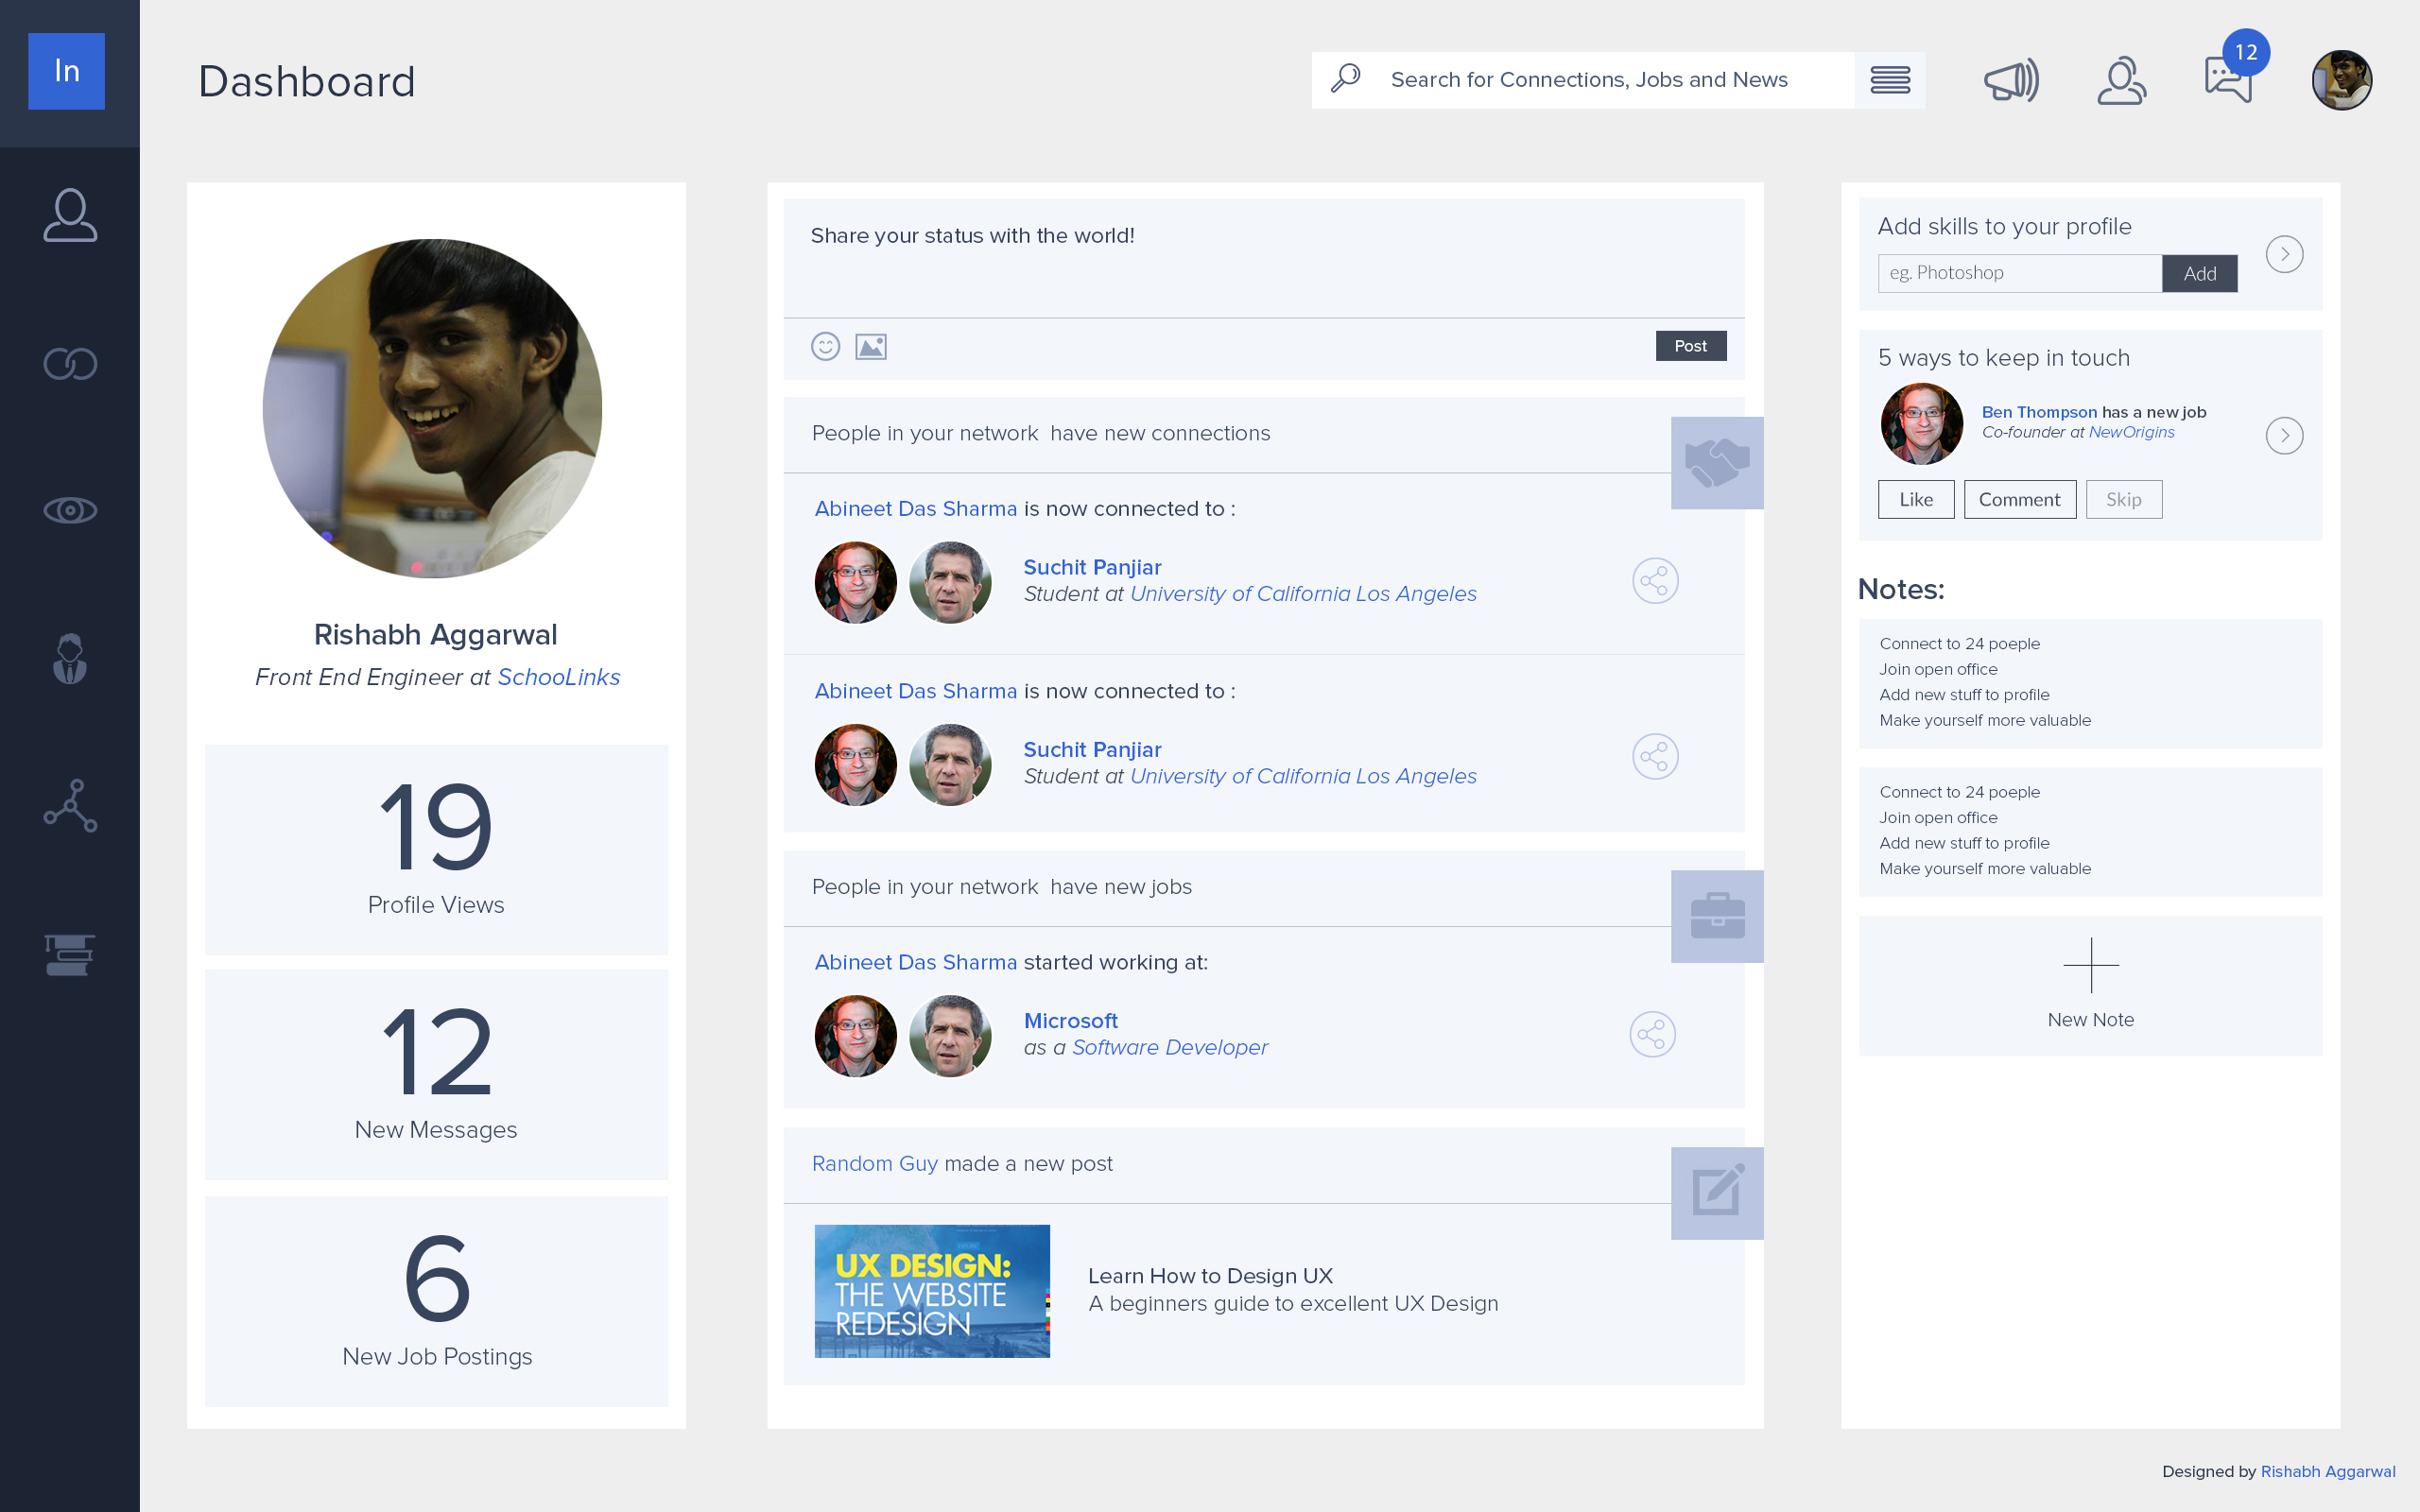 In
Dashboard
Search for Connections, Jobs and News
12
Rishabh Aggarwal
Front End Engineer at SchooLinks
19
Profile Views
12
New Messages
6
New Job Postings
Share your status with the world!
Post
People in your network  have new connections
Abineet Das Sharma is now connected to :
Suchit Panjiar
Student at University of California Los Angeles
Abineet Das Sharma is now connected to :
Suchit Panjiar
Student at University of California Los Angeles
People in your network  have new jobs
Abineet Das Sharma started working at:
Microsoft
as a Software Developer
Random Guy made a new post
UX DESIGN:
THE WEBSITE
REDESIGN
Learn How to Design UX
A beginners guide to excellent UX Design
Add skills to your profile
eg. Photoshop
Add
5 ways to keep in touch
Ben Thompson has a new job
Co-founder at NewOrigins
Like
Comment
Skip
Notes:
Connect to 24 poeple
Join open office
Add new stuff to profile
Make yourself more valuable
Connect to 24 poeple
Join open office
Add new stuff to profile
Make yourself more valuable
New Note
Designed by Rishabh Aggarwal